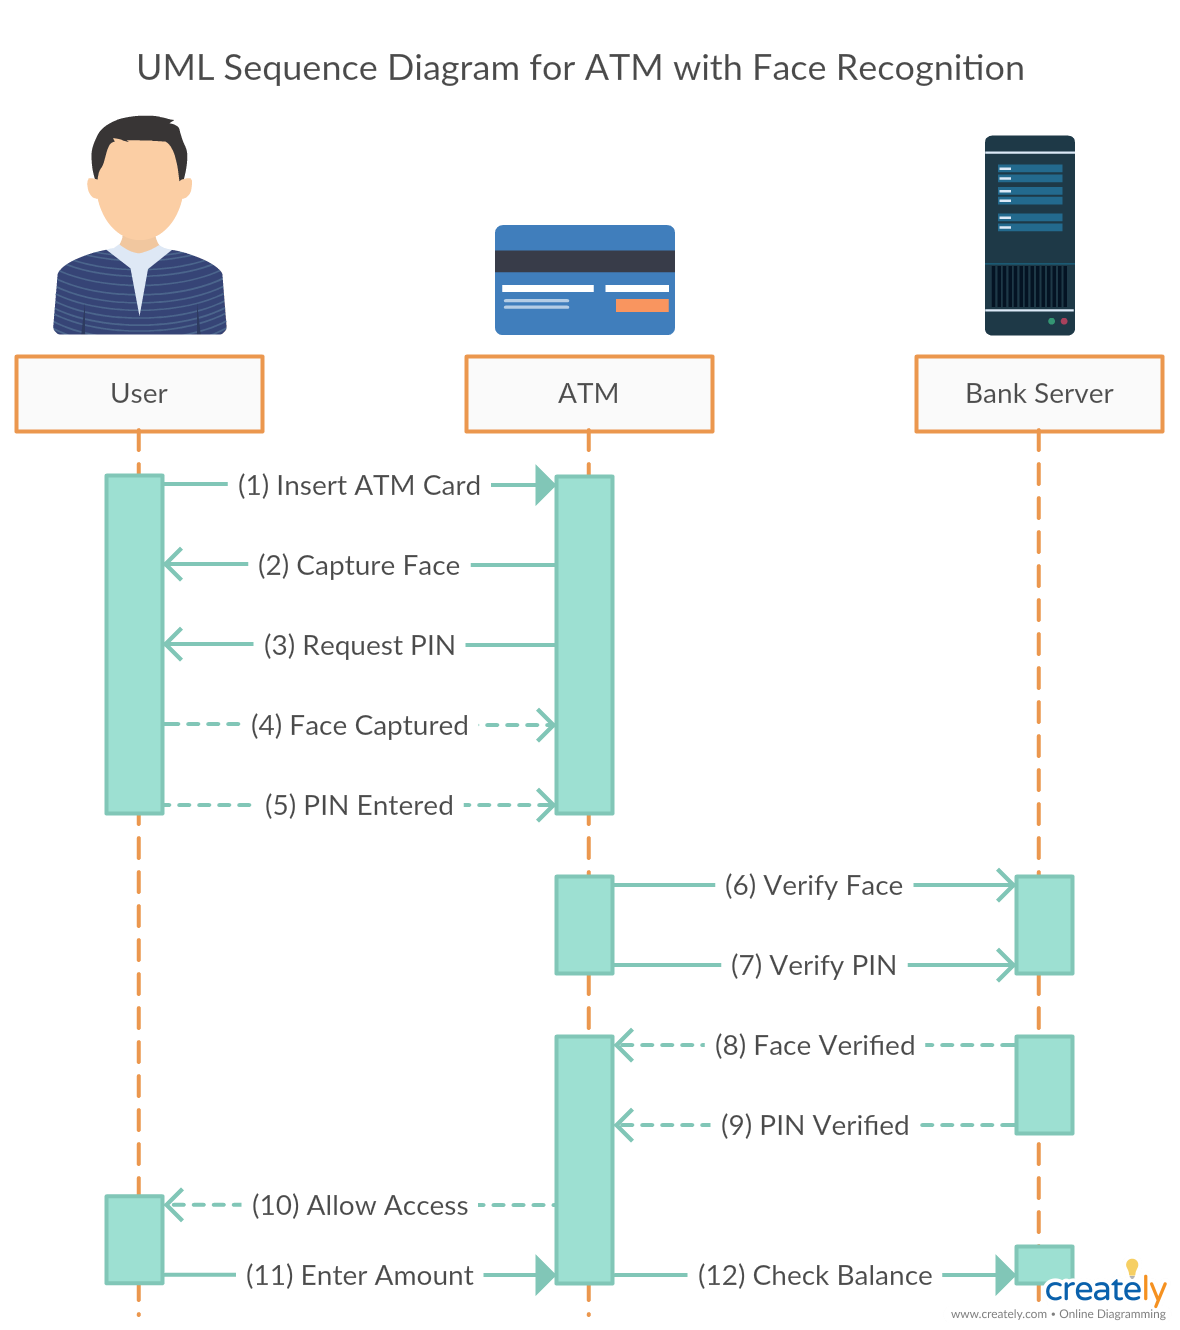 UML Sequence Diagram for ATM with Face Recognition
User
ATM
Bank Server
(1) Insert ATM Card
(2) Capture Face
(3) Request PIN
(4) Face Captured
(5) PIN Entered
(6) Verify Face
(7) Verify PIN
(8) Face Verified
(9) PIN Verified
(10) Allow Access
(11) Enter Amount
(12) Check Balance
creately
www.creately.com • Online Diagramming